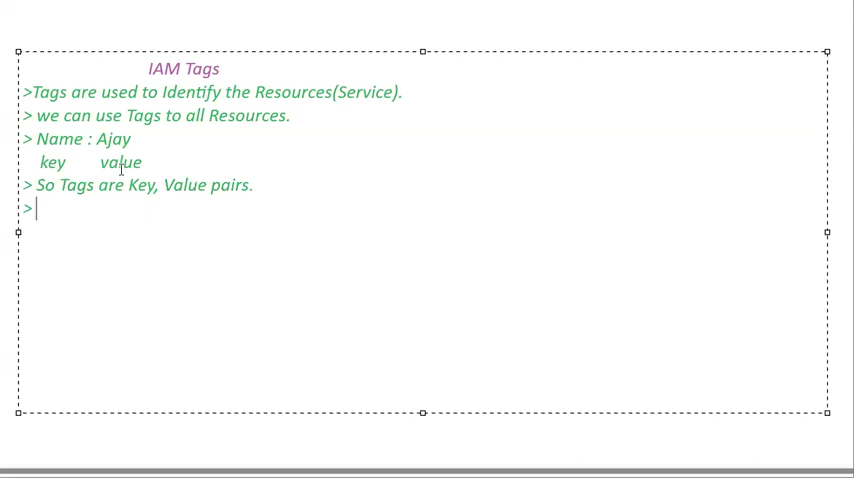 IAM Tags
>Tags are used to Identify the Resources(Service).
> we can use Tags to all Resources.
> Name : Ajay
key value
> So Tags are Key, Value pairs.
>